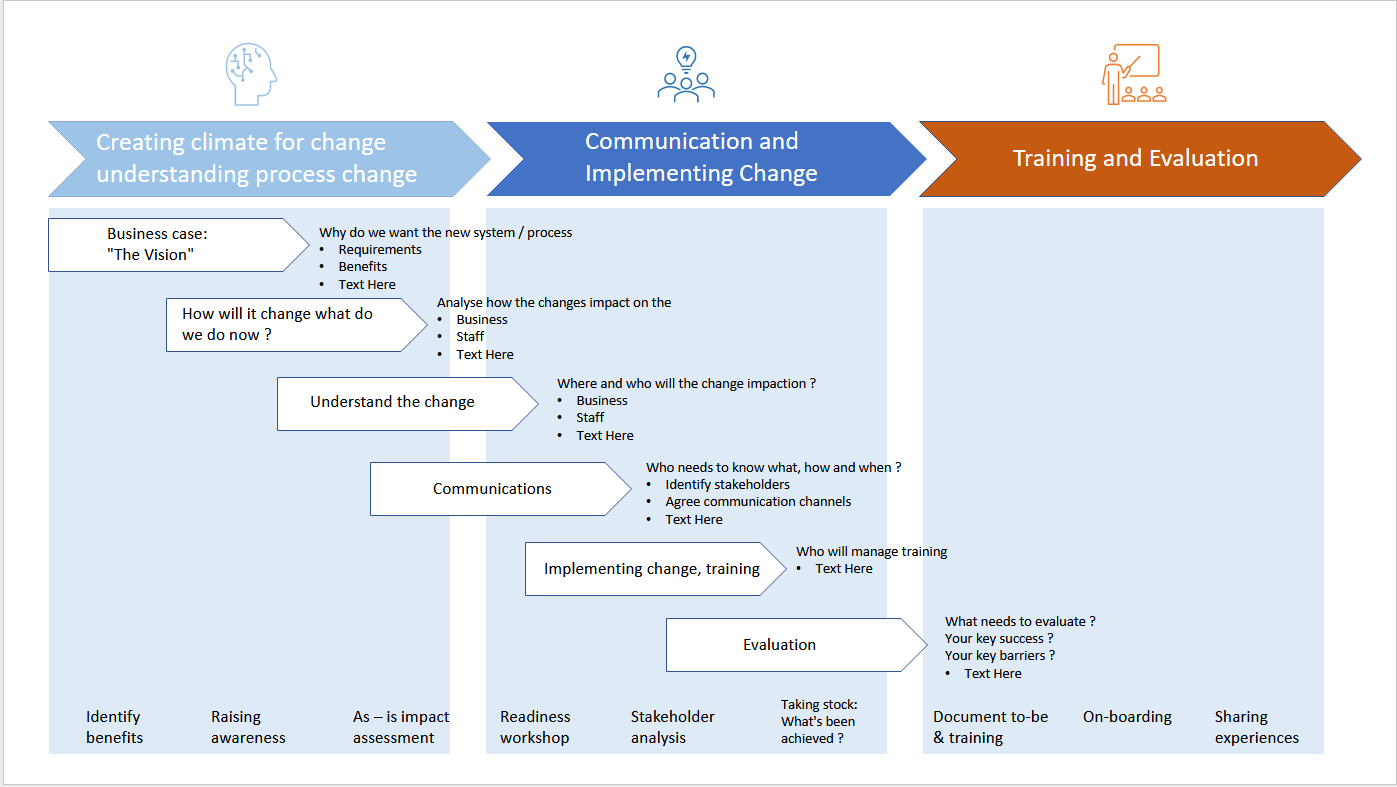 Creating climate for change
understanding process change
Communication and
Implementing Change
Training and Evaluation
Business case:
"The Vision"
Why do we want the new system / process
• Requirements
• Benefits
• Text Here
How will it change what do
we do now ?
Analyse how the changes impact on the
• Business
• Staff
• Text Here
Understand the change
Where and who will the change impaction ?
• Business
• Staff
• Text Here
Communications
Who needs to know what, how and when ?
• Identify stakeholders
• Agree communication channels
• Text Here
Implementing change, training
Who will manage training
• Text Here
Evaluation
What needs to evaluate ?
Your key success ?
Your key barriers ?
• Text Here
Identify
benefits
Raising
awareness
As – is impact
assessment
Readiness
workshop
Stakeholder
analysis
Taking stock:
What's been
achieved ?
Document to-be
& training
On-boarding
Sharing
experiences